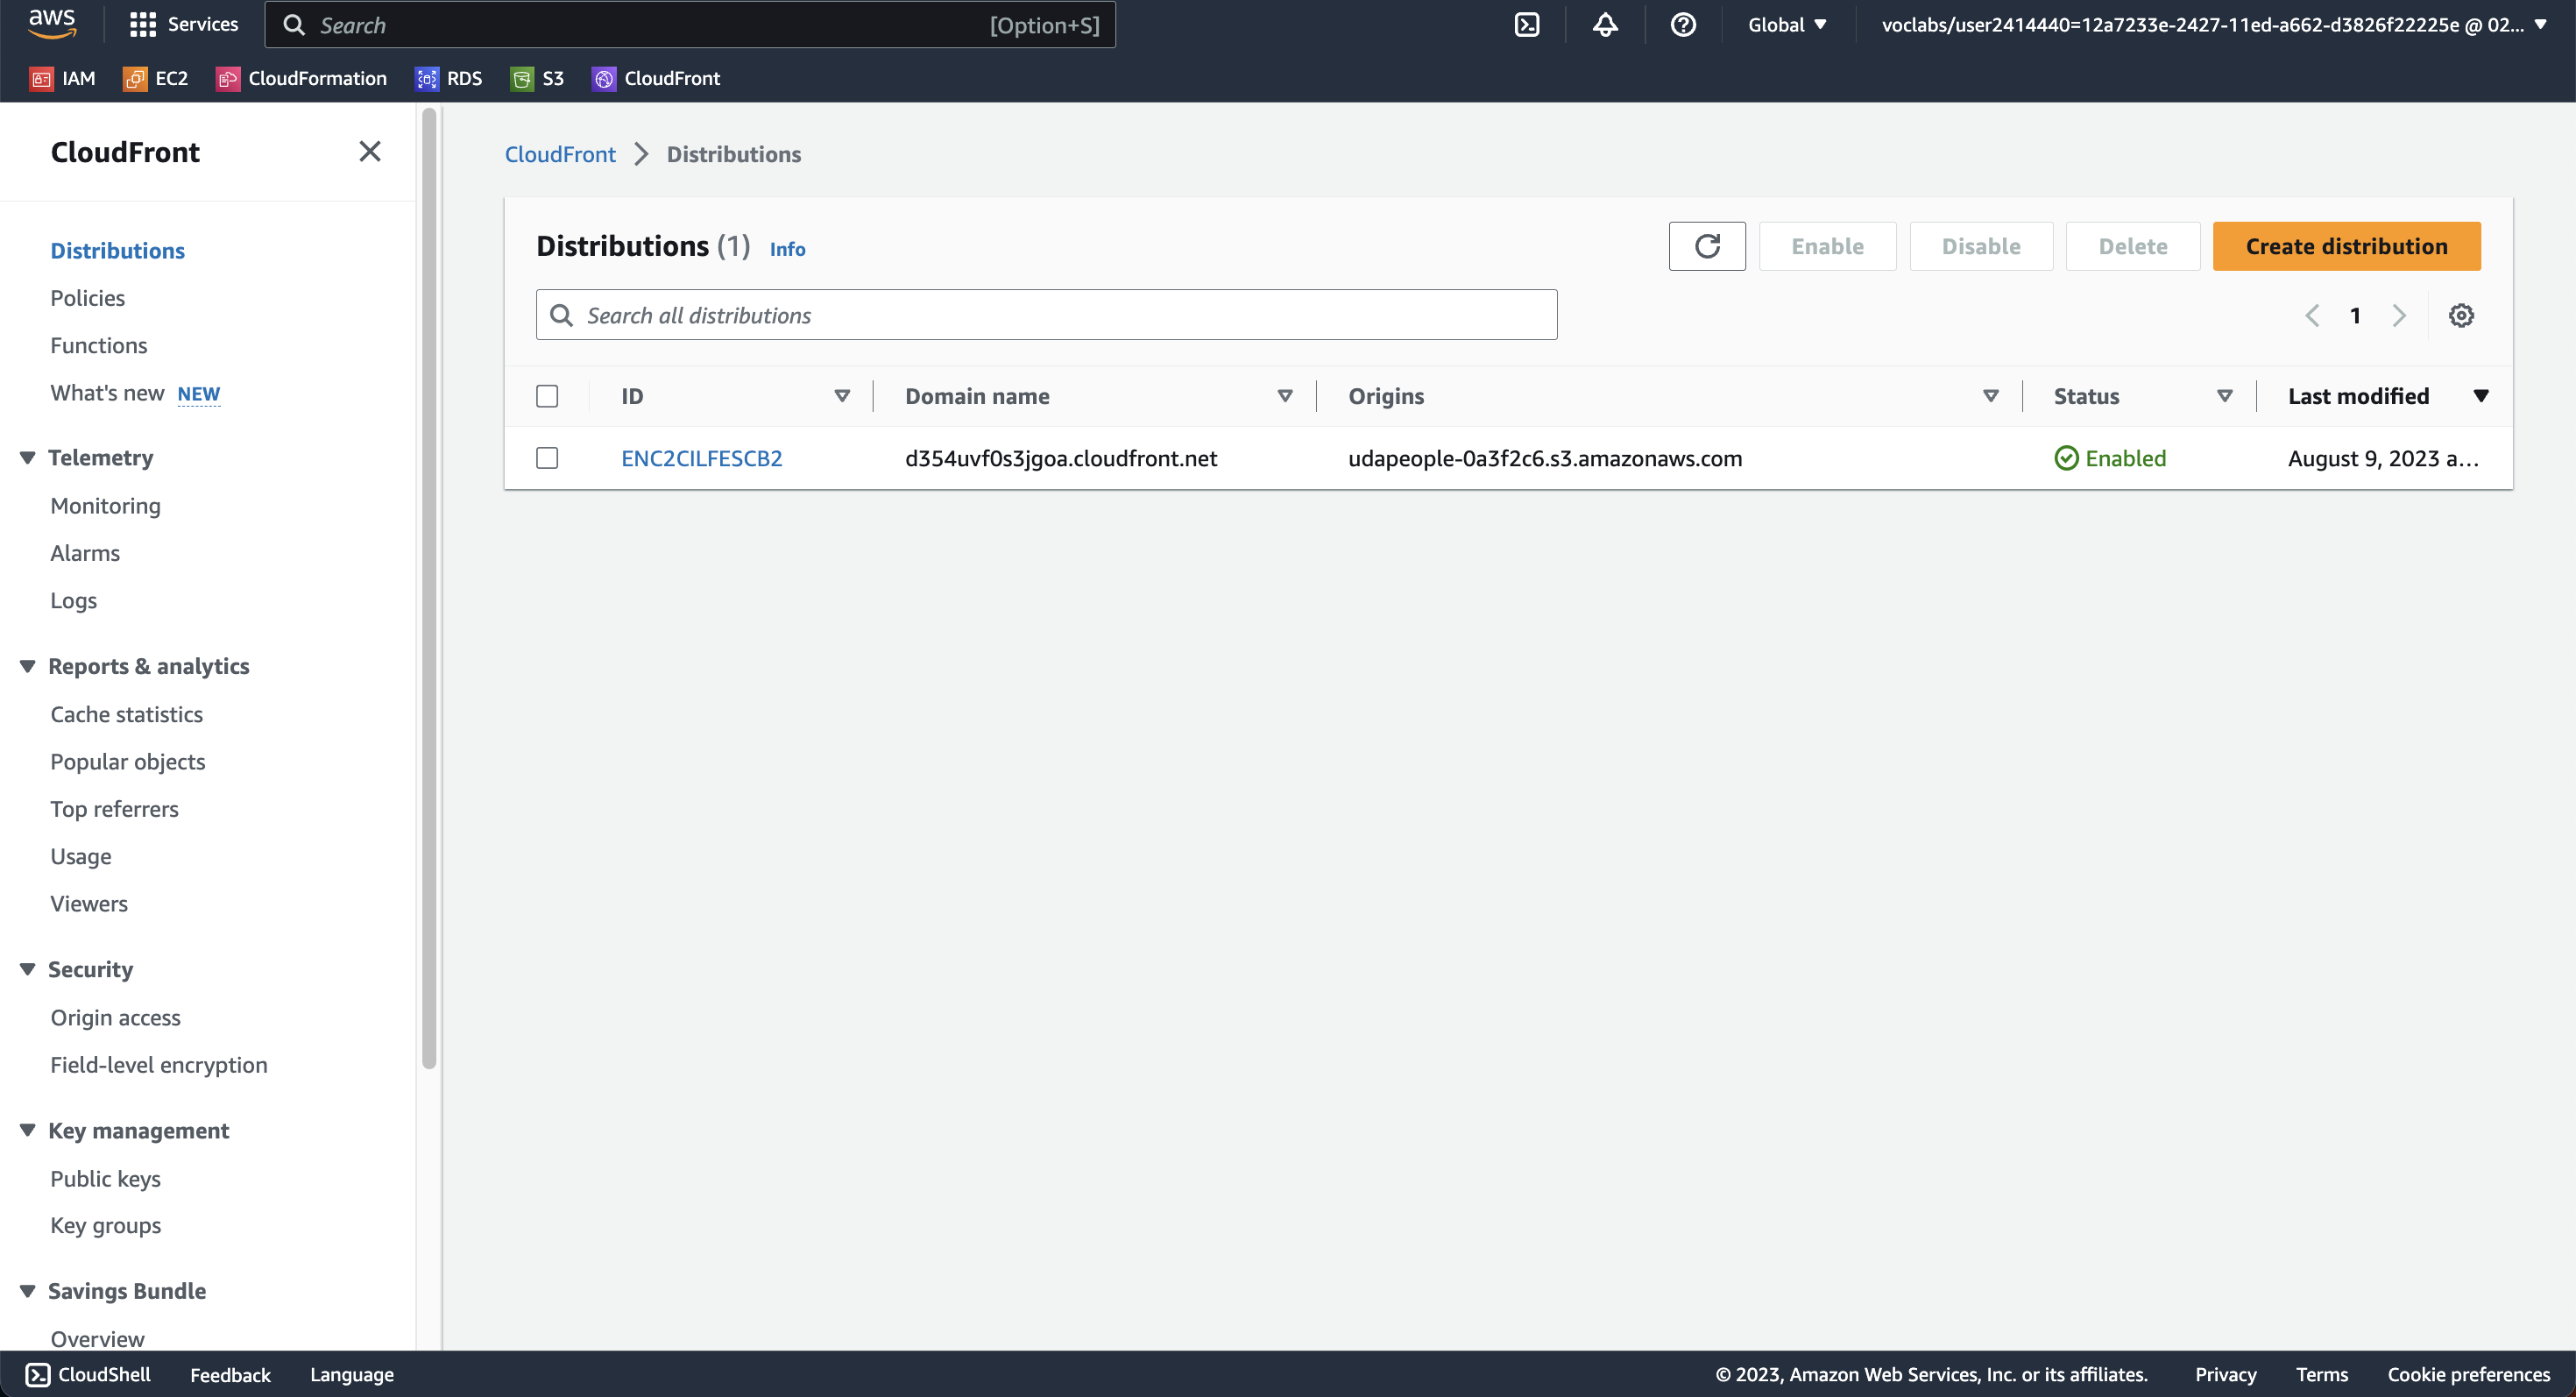 aws Services Search [Option+S] Global voclabs/user2414440=12a7233e-2427-11ed-a662-d3826f22225e @ 02...
IAM EC2 CloudFormation RDS S3 CloudFront
CloudFront
Distributions
Policies
Functions
What's new NEW
Telemetry
Monitoring
Alarms
Logs
Reports & analytics
Cache statistics
Popular objects
Top referrers
Usage
Viewers
Security
Origin access
Field-level encryption
Key management
Public keys
Key groups
Savings Bundle
Overview
CloudFront Distributions
Distributions (1) Info Enable Disable Delete Create distribution
Search all distributions 1
ID Domain name Origins Status Last modified
ENC2CILFESCB2 d354uvf0s3jgoa.cloudfront.net udapeople-0a3f2c6.s3.amazonaws.com Enabled August 9, 2023 a...
CloudShell Feedback Language © 2023, Amazon Web Services, Inc. or its affiliates. Privacy Terms Cookie preferences